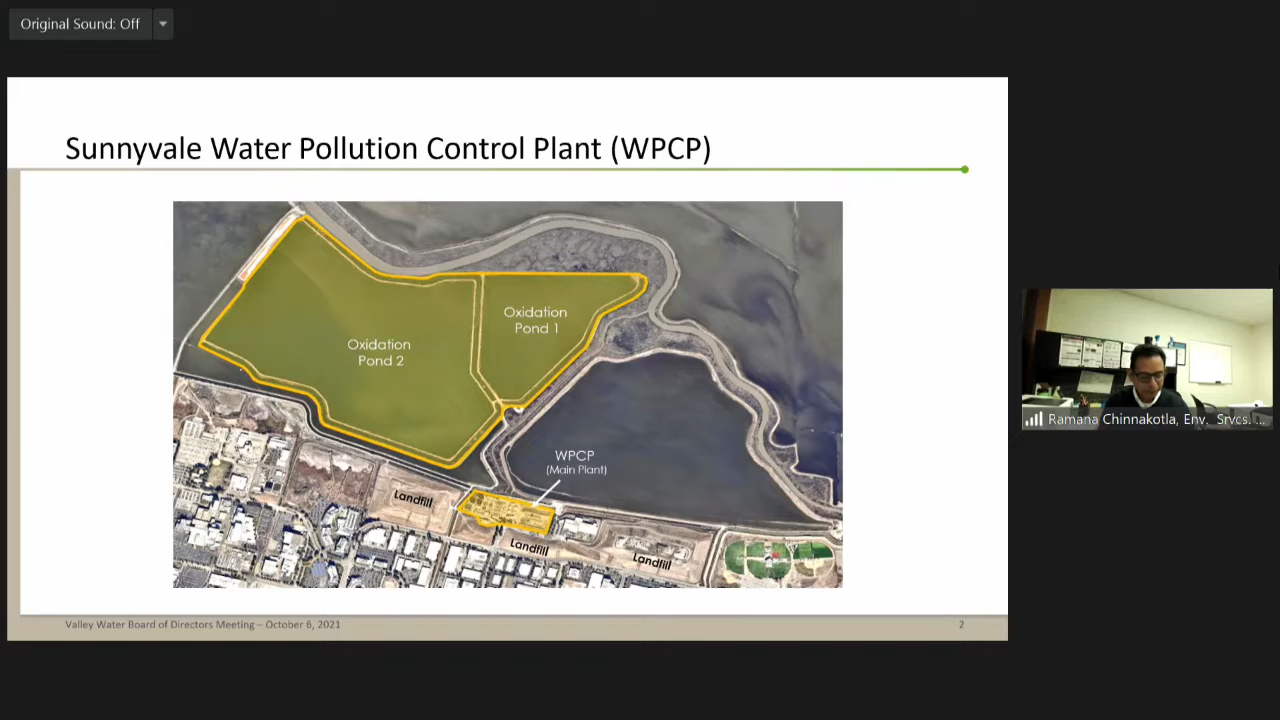 Original Sound: Off
Sunnyvale Water Pollution Control Plant (WPCP)
Oxidation
Pond 1
Oxidation
Pond 2
WPCP
(Main Plant)
Landfill
Landfill
Landfill
Ramana Chinnakotla, Env. Srvcs. ...
Valley Water Board of Directors Meeting – October 6, 2021
2